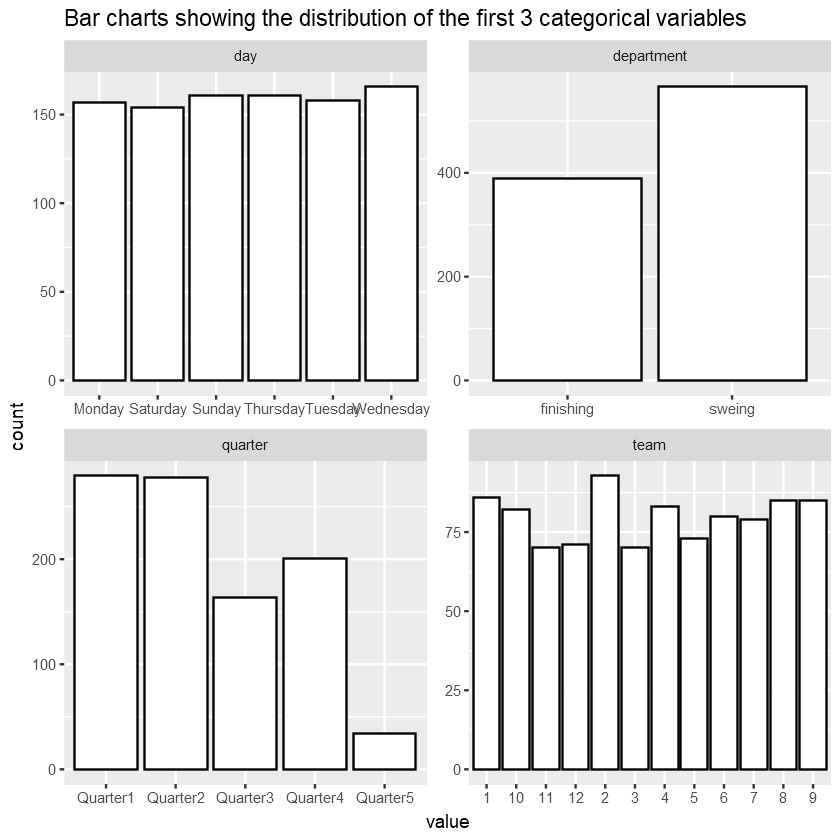 Bar charts showing the distribution of the first 3 categorical variables
day
department
150
100
50
0
400
200
0
Monday Saturday Sunday Thursday Tuesday Wednesday
finishing sweing
count
quarter
team
200
100
0
75
50
25
0
Quarter1 Quarter2 Quarter3 Quarter4 Quarter5
1 10 11 12 2 3 4 5 6 7 8 9
value